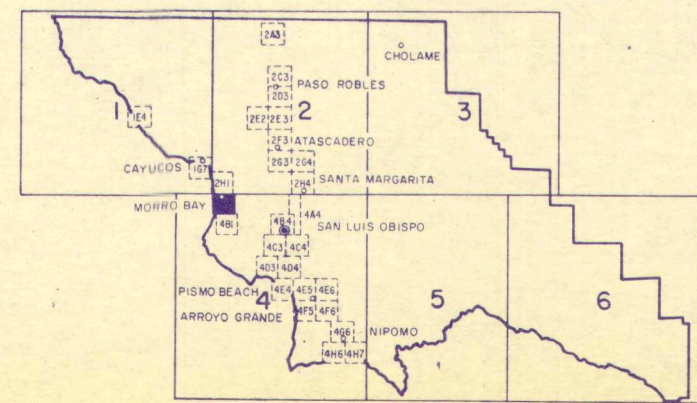 2A3
CHOLAME
2C3
PASO ROBLES
2D3
1
2
3
1E4
2E2 2E3
2F3
ATASCADERO
2G3 2G4
CAYUCOS
1G7
SANTA MARGARITA
2H1
2H4
MORRO BAY
4A4
4B1
4B4
SAN LUIS OBISPO
4C3 4C4
4D3 4D4
PISMO BEACH
4E4 4E5 4E6
4
5
6
ARROYO GRANDE
4F5 4F6
4G6
NIPOMO
4H6 4H7